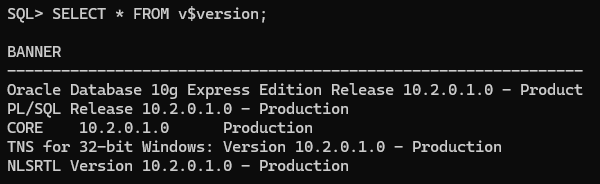 SQL> SELECT * FROM v$version;
BANNER
----------------------------------------------------------------
Oracle Database 10g Express Edition Release 10.2.0.1.0 - Product
PL/SQL Release 10.2.0.1.0 - Production
CORE    10.2.0.1.0      Production
TNS for 32-bit Windows: Version 10.2.0.1.0 - Production
NLSRTL Version 10.2.0.1.0 - Production